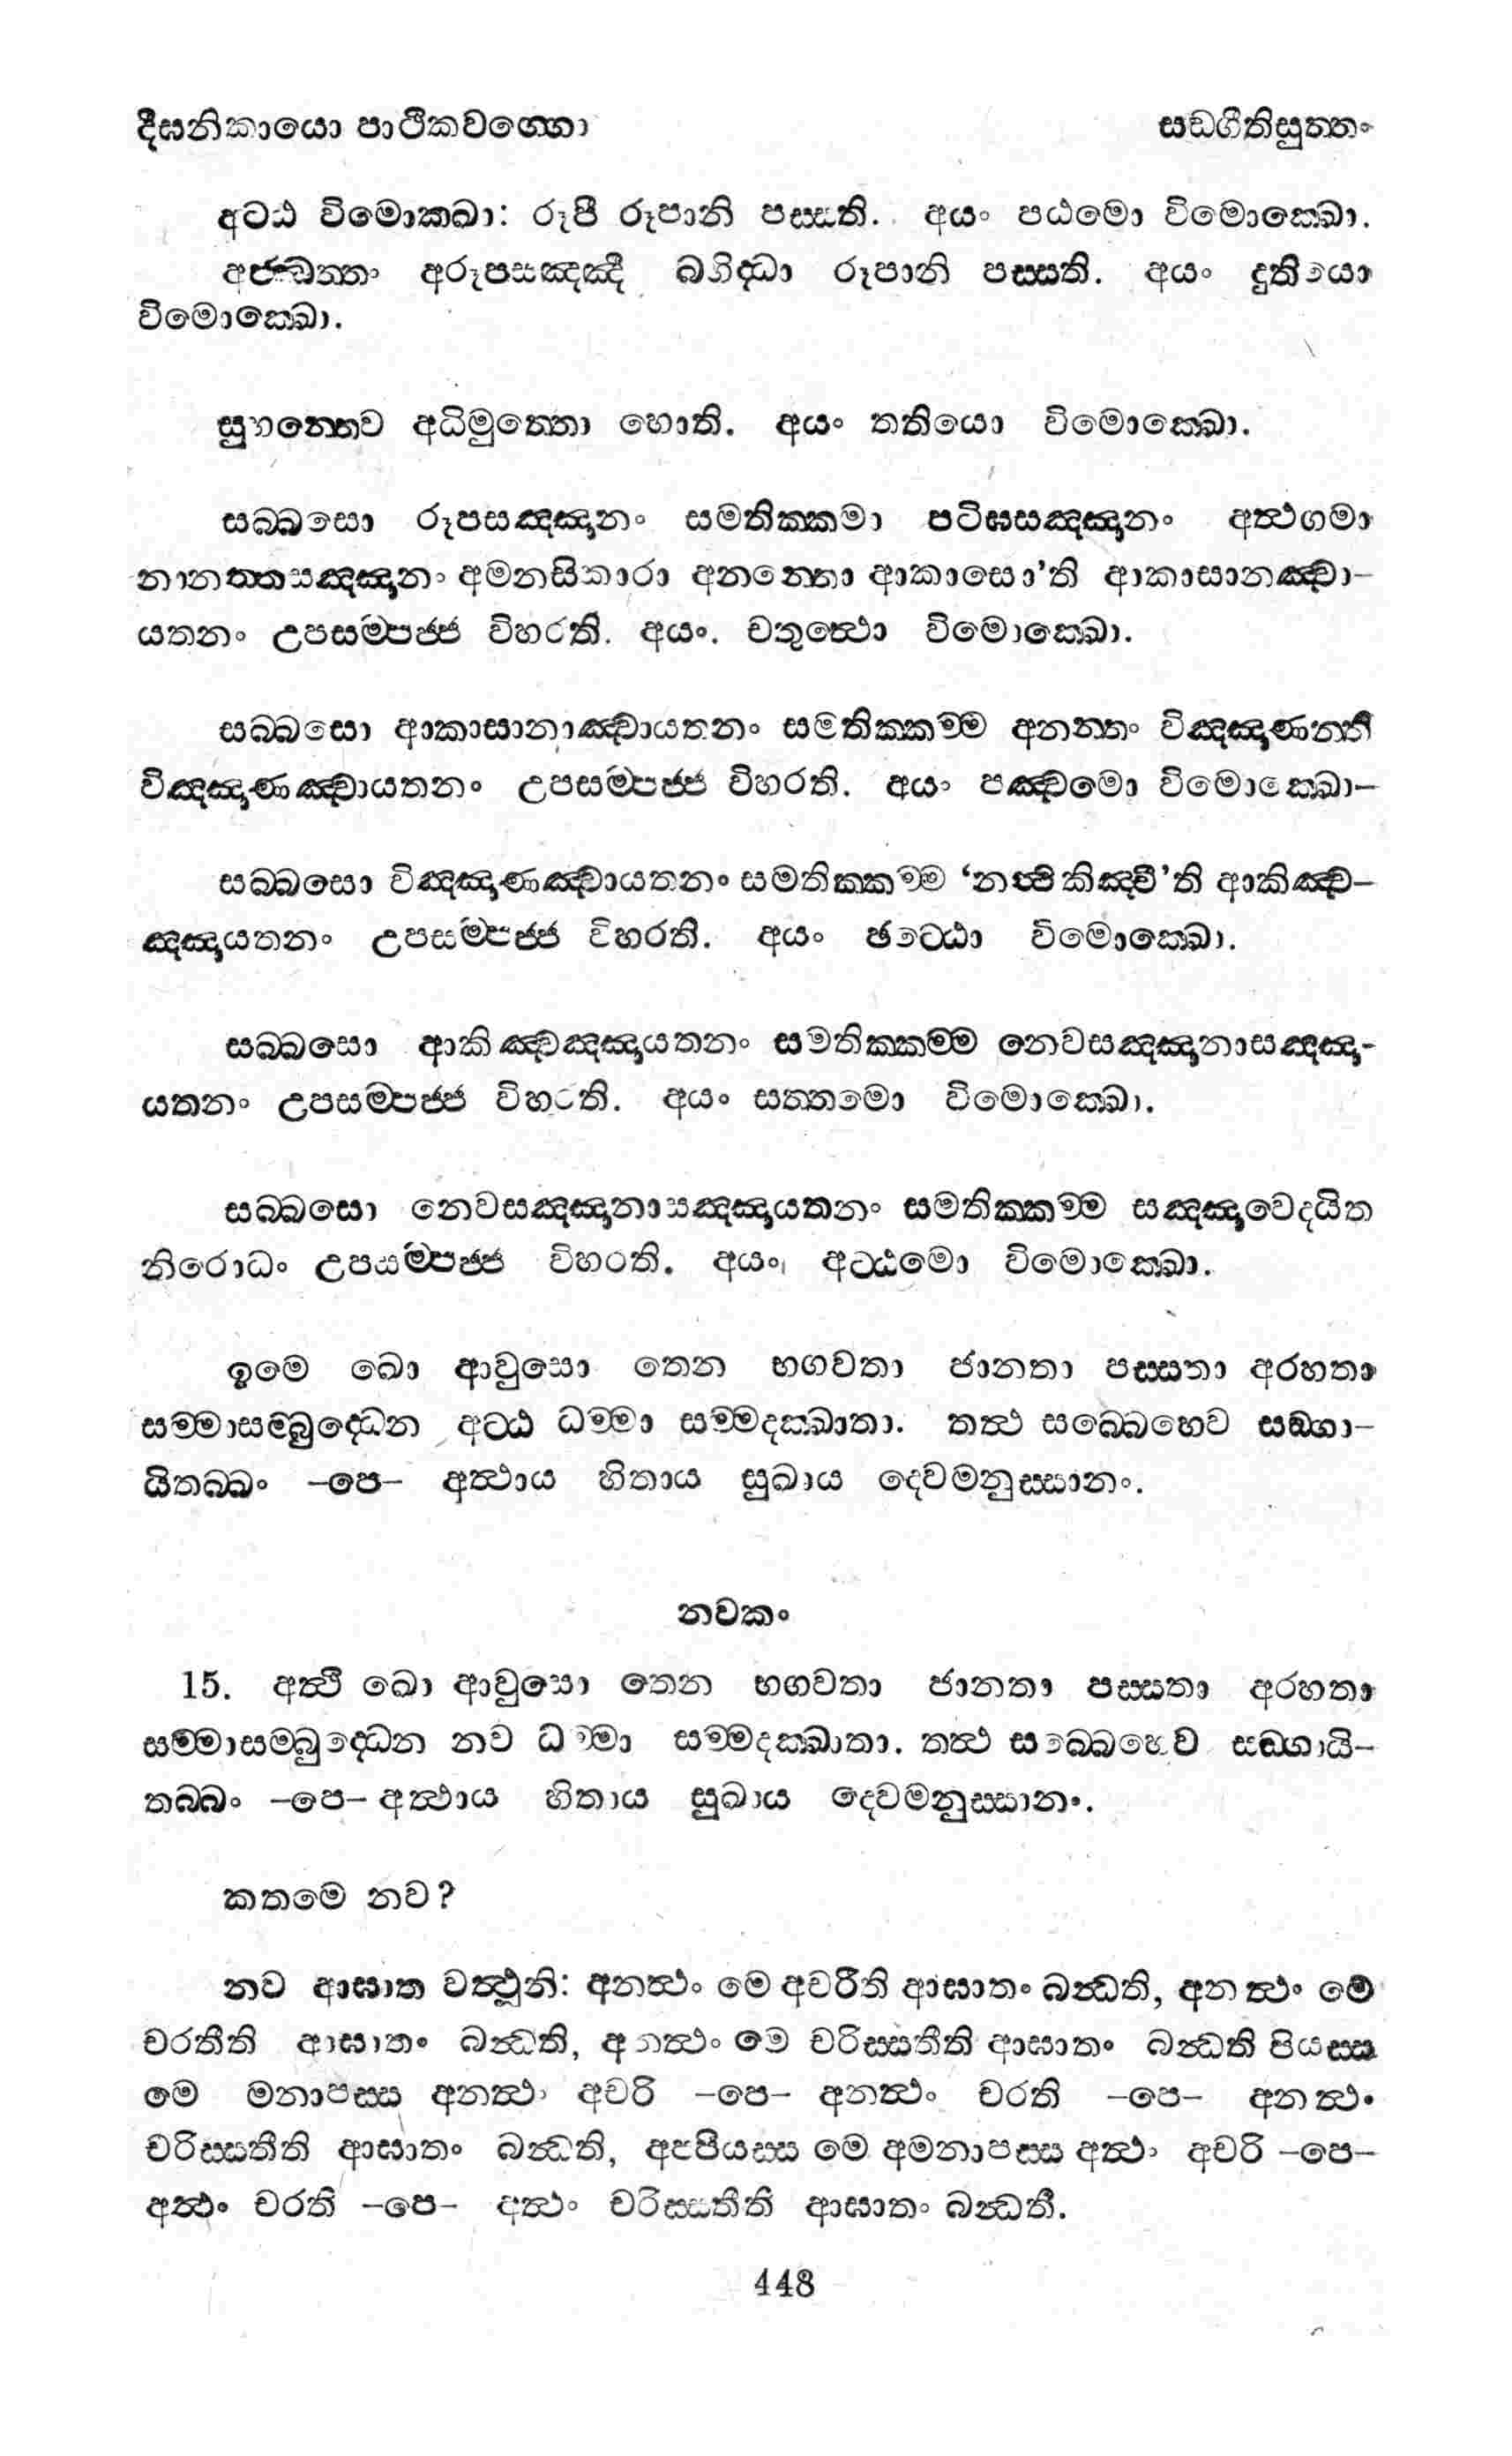 දීඝනිකායො පාථිකවග්ගො සඞගීතිසුත්තං
අටඨ විමොක්ඛා: රූපී රූපානි පස්සති. අයං පඨමො විමොක්ඛො.
අජ්ඣත්තං අරූපසඤ්ඤී බහිද්ධා රූපානි පස්සති. අයං දුතියො
විමොක්ඛො.
සුභන්තෙව අධිමුත්තො හොති. අයං තතියො විමොක්ඛො.
සබ්බසො රූපසඤ්ඤානං සමතික්කමා පටිඝසඤ්ඤානං අත්ථගමා
නානත්තසඤ්ඤානං අමනසිකාරා අනන්තො ආකාසො’ති ආකාසානඤ්චා-
යතනං උපසම්පජ්ජ විහරති. අයං. චතුත්ථො විමොක්ඛො.
සබ්බසො ආකාසානාඤ්චායතනං සමතික්කම්ම අනන්තං විඤ්ඤාණන්ති
විඤ්ඤාණඤ්චායතනං උපසම්පජ්ජ විහරති. අයං පඤ්චමො විමොක්ඛො-
සබ්බසො විඤ්ඤාණඤ්චායතනං සමතික්කම්ම ‘නත්ථි කිඤ්චී’ති ආකිඤ්ච-
ඤ්ඤායතනං උපසම්පජ්ජ විහරති. අයං ඡට්ඨො විමොක්ඛො.
සබ්බසො ආකිඤ්චඤ්ඤායතනං සමතික්කම්ම නෙවසඤ්ඤානාසඤ්ඤා-
යතනං උපසම්පජ්ජ විහරති. අයං සත්තමො විමොක්ඛො.
සබ්බසො නෙවසඤ්ඤානාසඤ්ඤායතනං සමතික්කම්ම සඤ්ඤාවෙදයිත
නිරොධං උපසම්පජ්ජ විහරති. අයං අට්ඨමො විමොක්ඛො.
ඉමෙ ඛො ආවුසො තෙන භගවතා ජානතා පස්සතා අරහතා
සම්මාසම්බුද්ධෙන අට්ඨ ධම්මා සම්මදක්ඛාතා. තත්ථ සබ්බෙහෙව සඞ්ගා-
යිතබ්බං -පෙ- අත්ථාය හිතාය සුඛාය දෙවමනුස්සානං.
නවකං
15. අත්ථි ඛො ආවුසො තෙන භගවතා ජානතා පස්සතා අරහතා
සම්මාසම්බුද්ධෙන නව ධම්මා සම්මදක්ඛාතා. තත්ථ සබ්බෙහෙව සඞ්ගායි-
තබ්බං -පෙ- අත්ථාය හිතාය සුඛාය දෙවමනුස්සානං.
කතමෙ නව?
නව ආඝාත වත්ථූනි: අනත්ථං මෙ අචරීති ආඝාතං බන්ධති, අනත්ථං මෙ
චරතීති ආඝාතං බන්ධති, අනත්ථං මෙ චරිස්සතීති ආඝාතං බන්ධති පියස්ස
මෙ මනාපස්ස අනත්ථං අචරි -පෙ- අනත්ථං චරති -පෙ- අනත්ථං
චරිස්සතීති ආඝාතං බන්ධති, අප්පියස්ස මෙ අමනාපස්ස අත්ථං අචරි -පෙ-
අත්ථං චරති -පෙ- අත්ථං චරිස්සතීති ආඝාතං බන්ධතී.
448